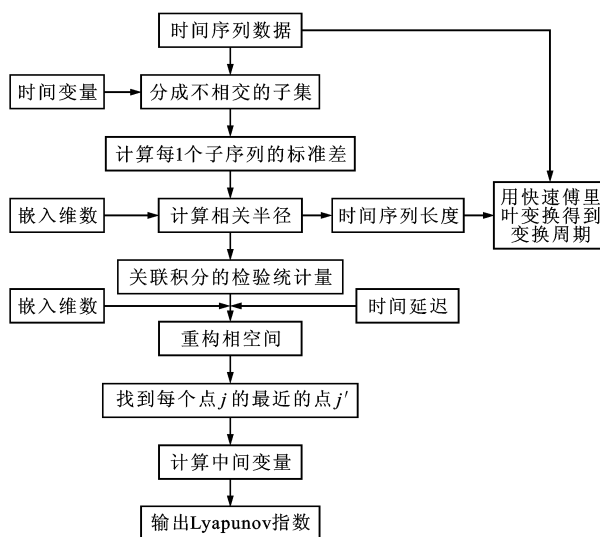 时间序列数据
时间变量
分成不相交的子集
计算每1个子序列的标准差
嵌入维数
计算相关半径
时间序列长度
用快速傅里
叶变换得到
变换周期
关联积分的检验统计量
嵌入维数
时间延迟
重构相空间
找到每个点j的最近的点j′
计算中间变量
输出Lyapunov指数